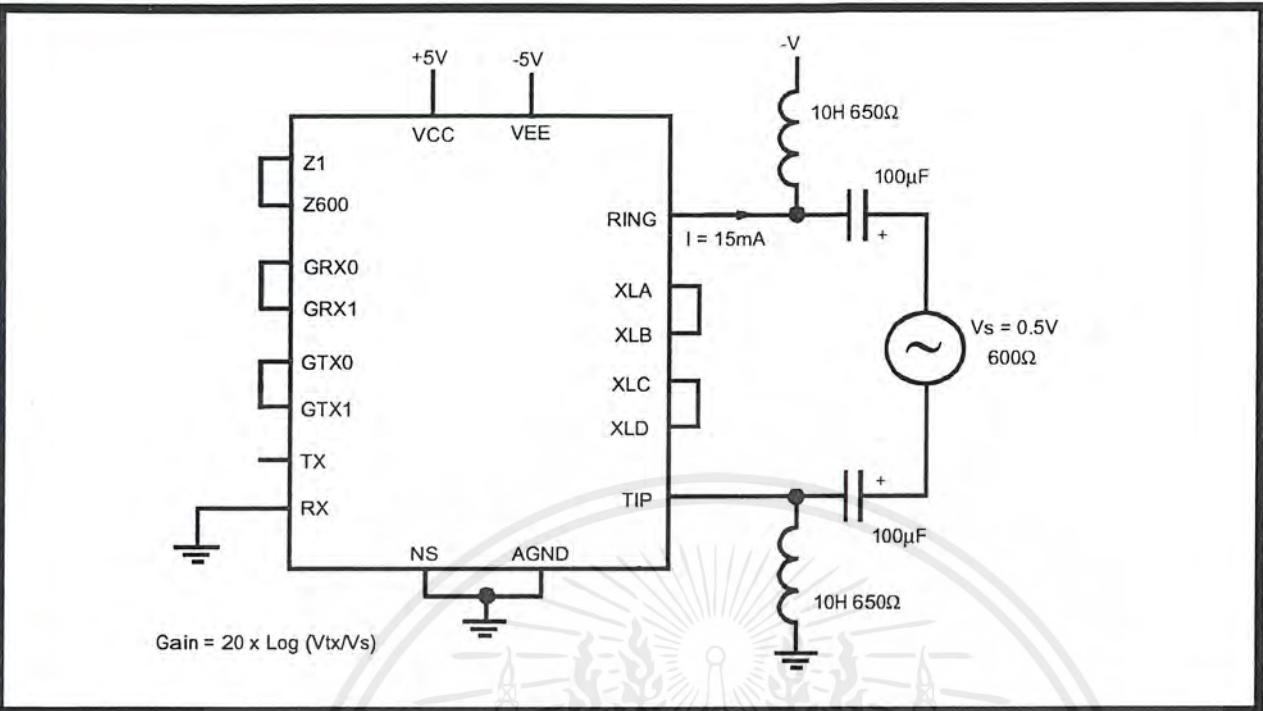 +5V
-5V
-V
VCC
VEE
10H 650Ω
Z1
Z600
100µF
RING
+
I = 15mA
GRX0
GRX1
XLA
XLB
Vs = 0.5V
600Ω
GTX0
GTX1
XLC
XLD
TX
RX
TIP
+
100µF
NS
AGND
10H 650Ω
Gain = 20 x Log (Vtx/Vs)